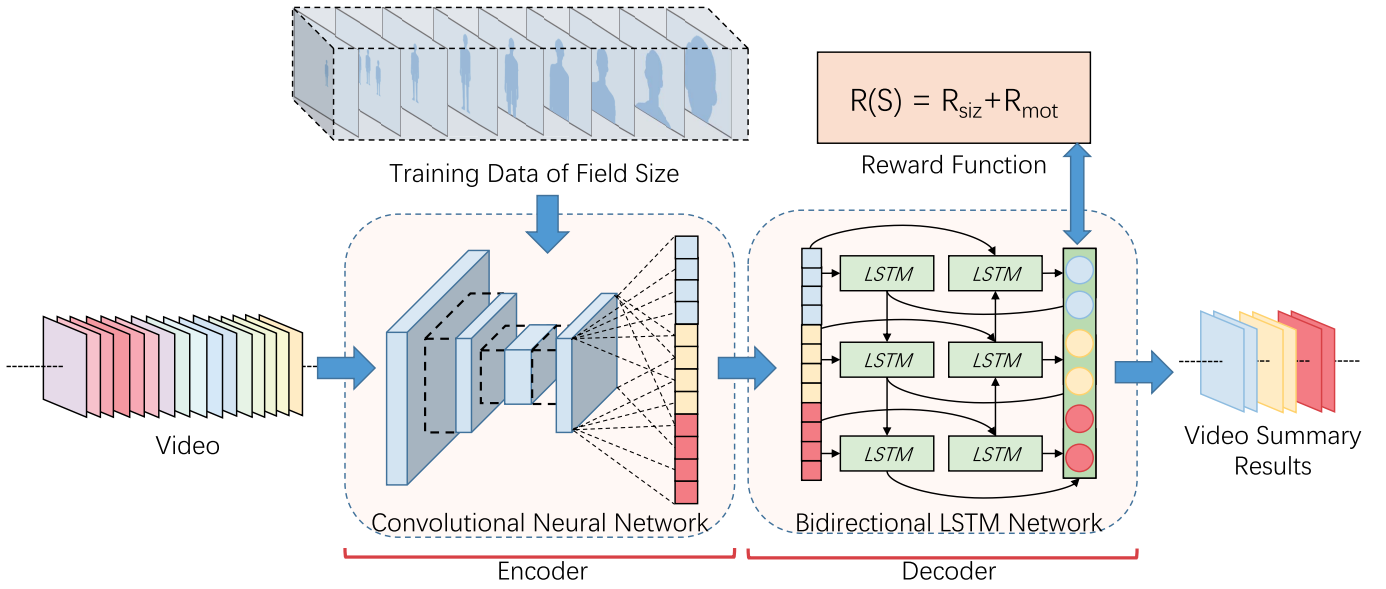 R(S) = Rsiz+Rmot
Training Data of Field Size
Reward Function
LSTM
LSTM
LSTM
LSTM
LSTM
LSTM
Video
Video Summary
Results
Convolutional Neural Network
Bidirectional LSTM Network
Encoder
Decoder